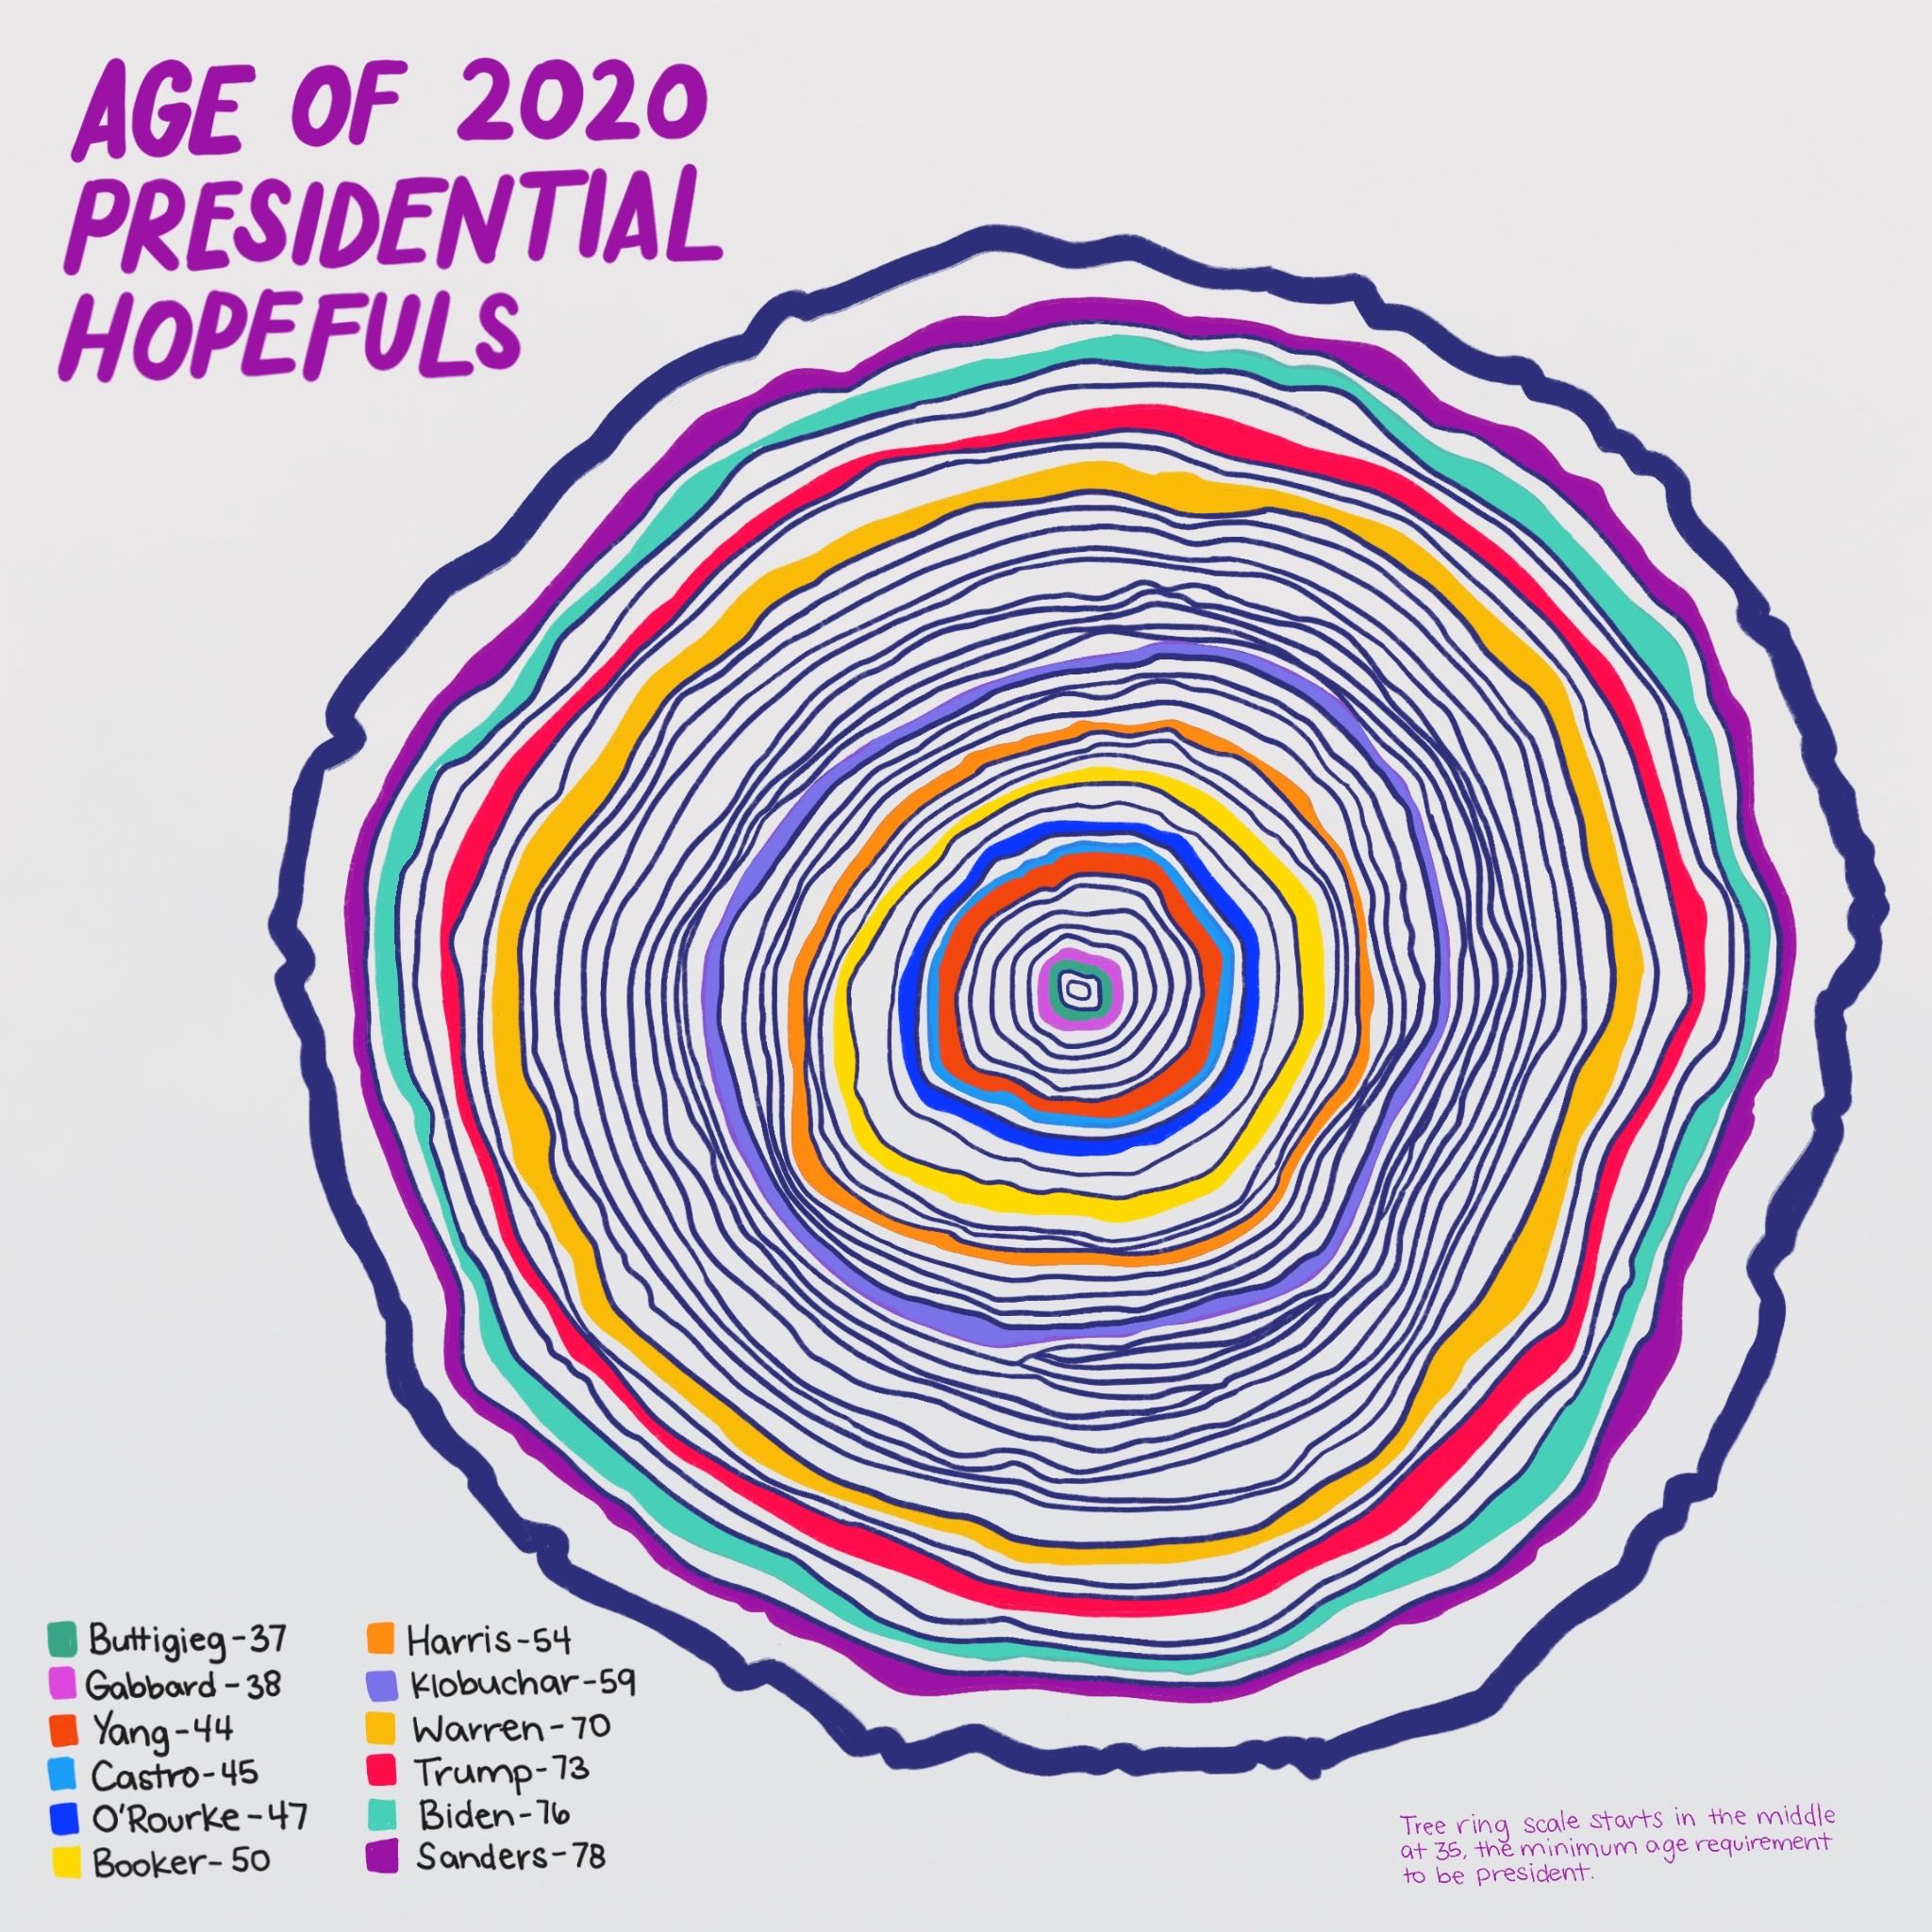 AGE OF 2020
PRESIDENTIAL
HOPEFULS
Buttigieg-37
Gabbard-38
Yang-44
Castro-45
O'Rourke-47
Booker-50
Harris-54
Klobuchar-59
Warren-70
Trump-73
Biden-76
Sanders-78
Tree ring scale starts in the middle
at 35, the minimum age requirement
to be president.